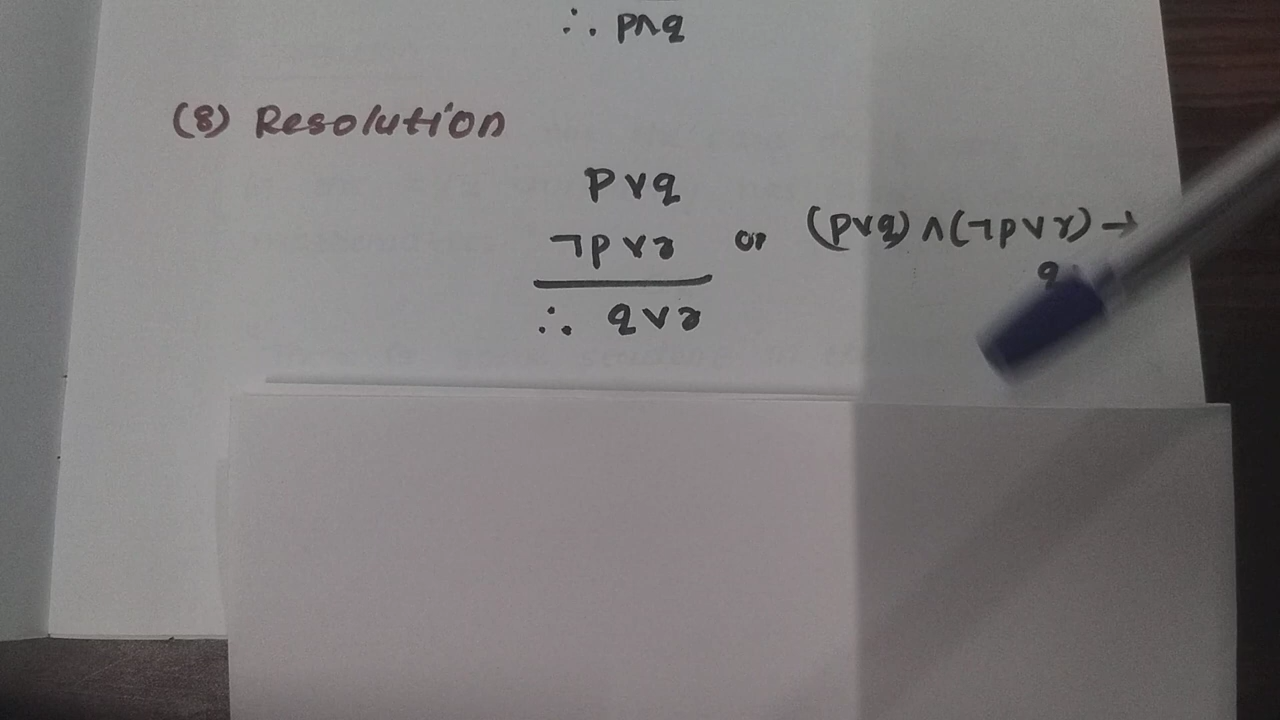 ∴ p∧q
(8) Resolution
p∨q
¬p∨r or (p∨q)∧(¬p∨r)→
q
∴ q∨r